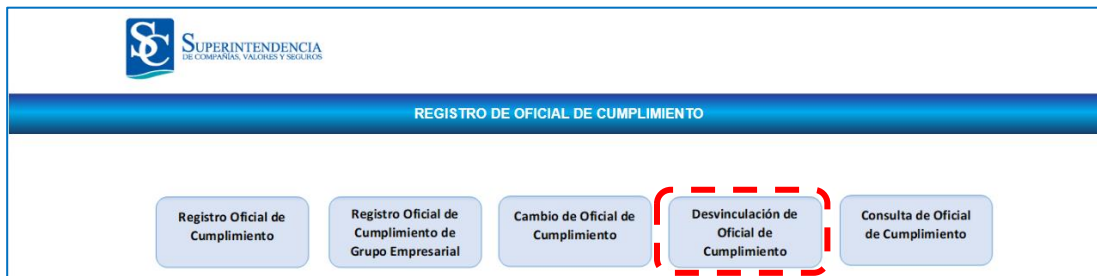 SC
SUPERINTENDENCIA
DE COMPAÑÍAS, VALORES Y SEGUROS
REGISTRO DE OFICIAL DE CUMPLIMIENTO
Registro Oficial de
Cumplimiento
Registro Oficial de
Cumplimiento de
Grupo Empresarial
Cambio de Oficial de
Cumplimiento
Desvinculación de
Oficial de
Cumplimiento
Consulta de Oficial
de Cumplimiento